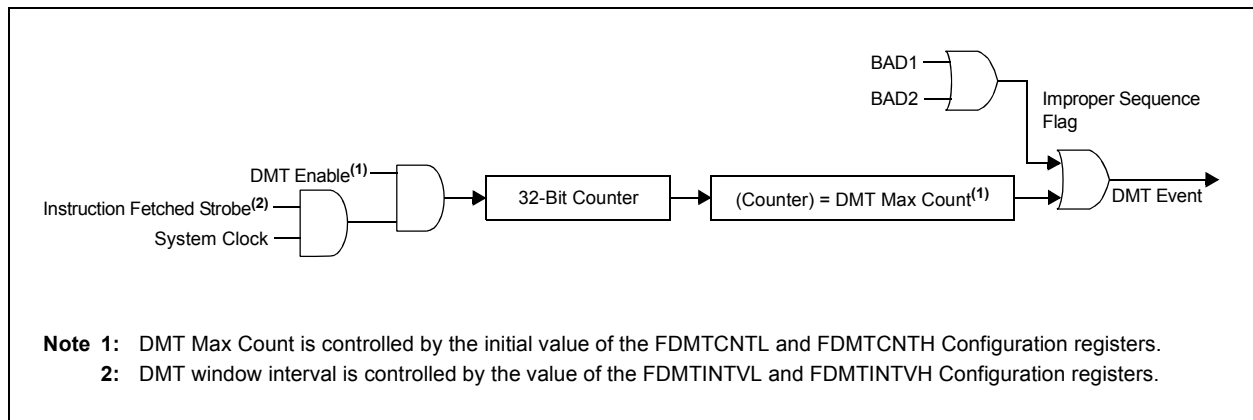 BAD1
BAD2
Improper Sequence
Flag
DMT Enable(1)
Instruction Fetched Strobe(2)
System Clock
32-Bit Counter
(Counter) = DMT Max Count(1)
DMT Event
Note 1: DMT Max Count is controlled by the initial value of the FDMTCNTL and FDMTCNTH Configuration registers.
2: DMT window interval is controlled by the value of the FDMTINTVL and FDMTINTVH Configuration registers.